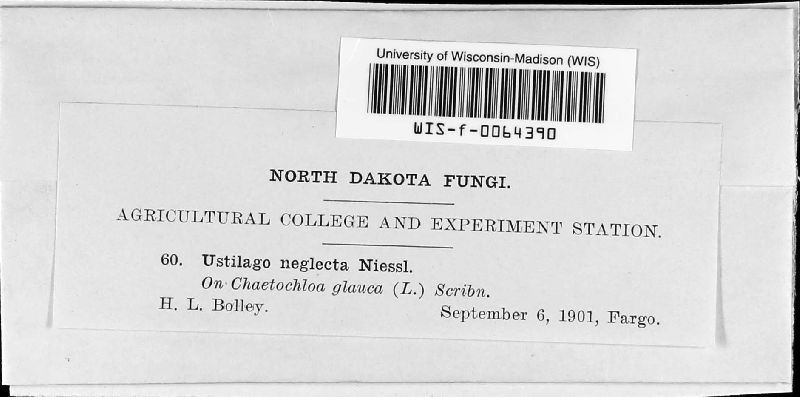 University of Wisconsin-Madison (WIS)
WIS-f-0064390
NORTH DAKOTA FUNGI.
AGRICULTURAL COLLEGE AND EXPERIMENT STATION.
60. Ustilago neglecta Niessl.
On Chaetochloa glauca (L.) Scribn.
H. L. Bolley. September 6, 1901, Fargo.